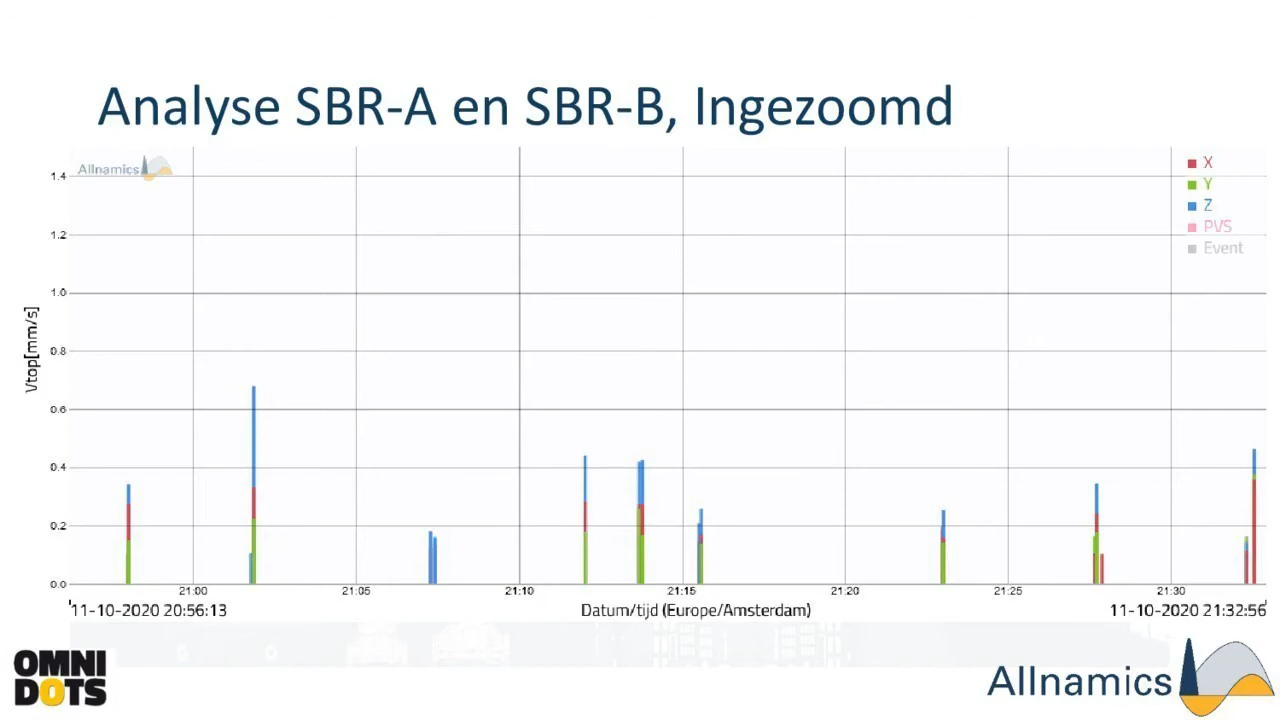 Analyse SBR-A en SBR-B, Ingezoomd
Allnamics
X
Y
Z
PVS
Event
Vtop[mm/s]
1.4
1.2
1.0
0.8
0.6
0.4
0.2
0.0
21:00 21:05 21:10 21:15 21:20 21:25 21:30
11-10-2020 20:56:13 Datum/tijd (Europe/Amsterdam) 11-10-2020 21:32:56
OMNI
DOTS
Allnamics